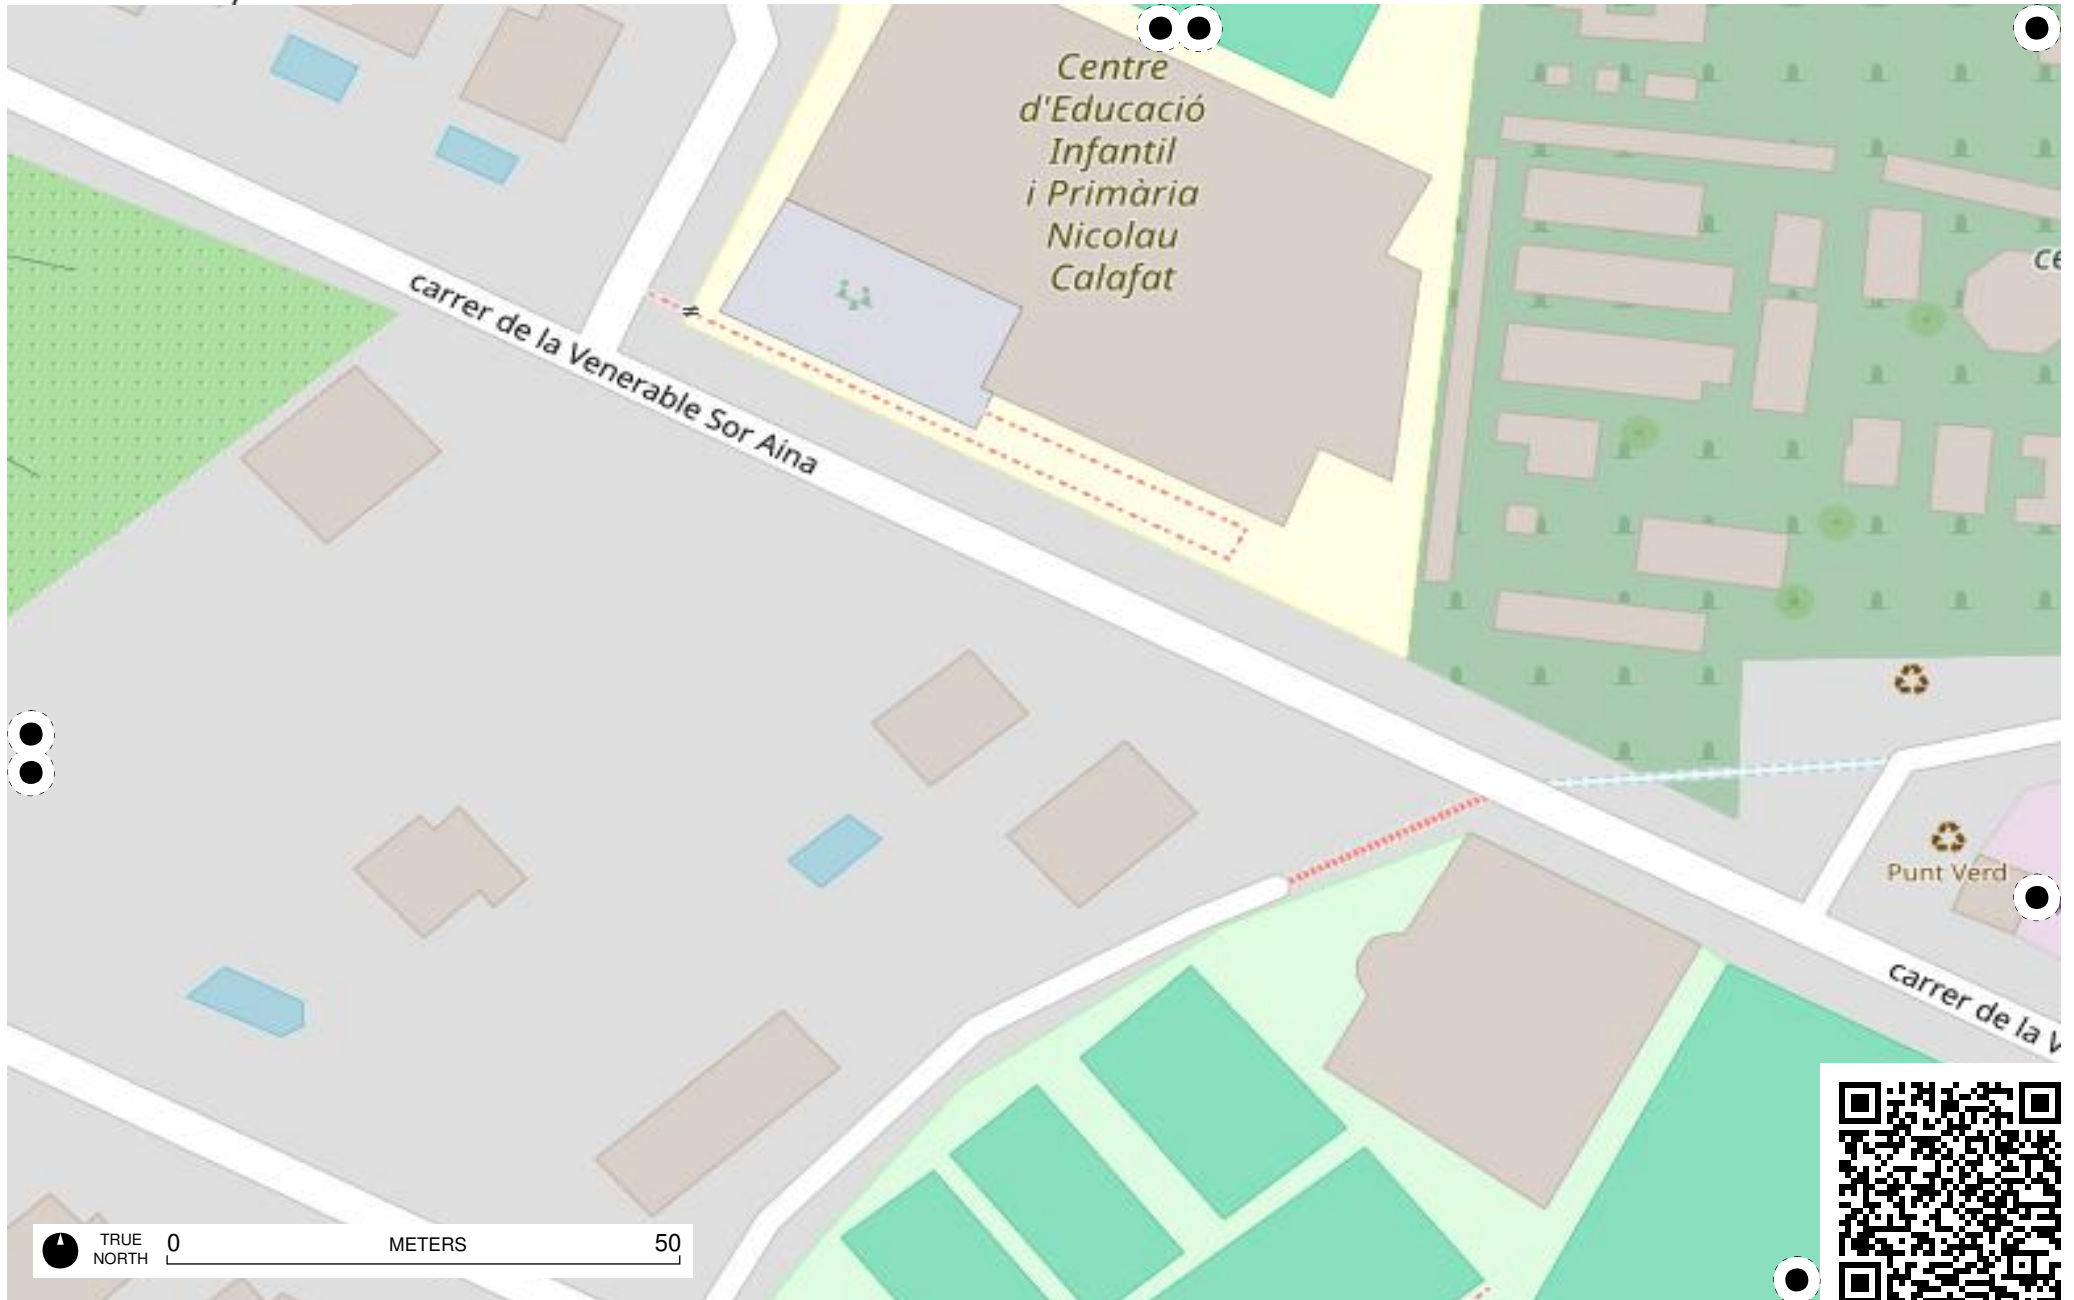 Centre
d'Educació
Infantil
i Primària
Nicolau
Calafat
carrer de la Venerable Sor Aina
Punt Verd
carrer de la V
TRUE
NORTH
0 METERS 50